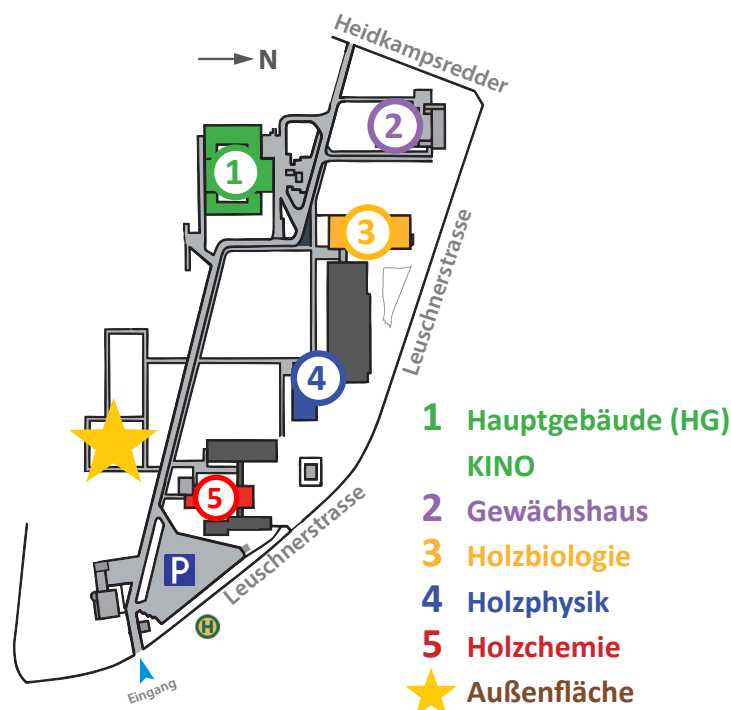 Heidkampsredder
N
2
1
3
Leuschnerstrasse
4
5
P
Leuschnerstrasse
H
Eingang
1 Hauptgebäude (HG)
KINO
2 Gewächshaus
3 Holzbiologie
4 Holzphysik
5 Holzchemie
Außenfläche